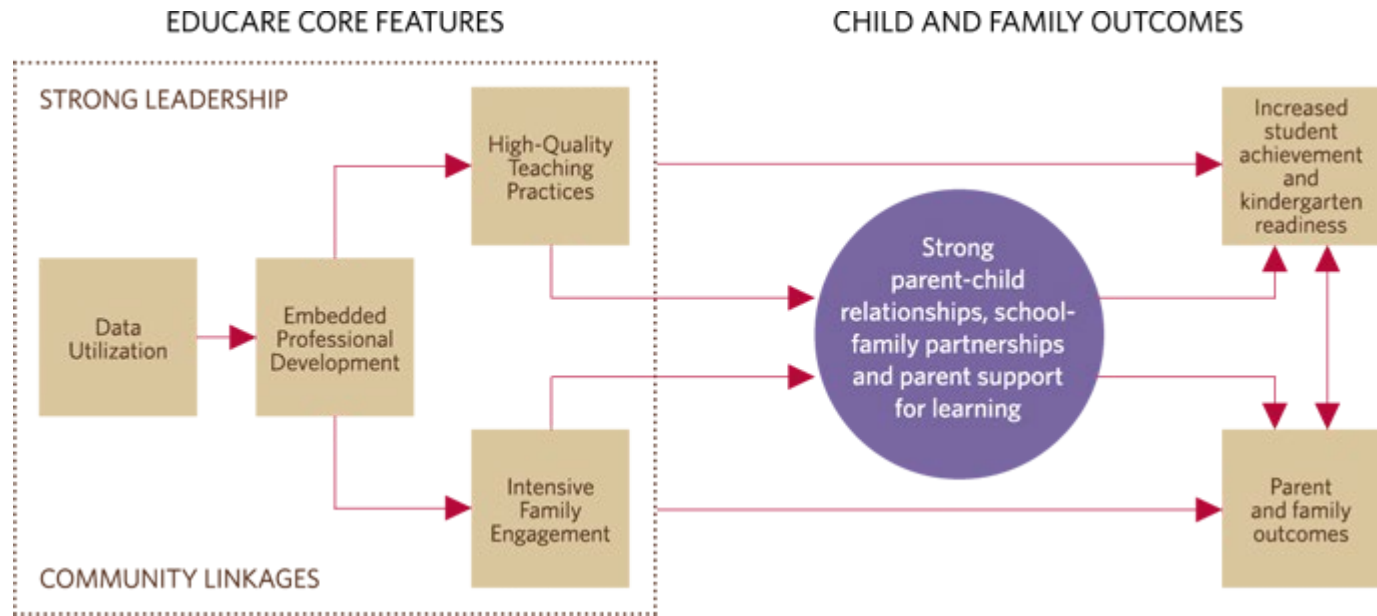 EDUCARE CORE FEATURES
CHILD AND FAMILY OUTCOMES
STRONG LEADERSHIP
High-Quality
Teaching
Practices
Data
Utilization
Embedded
Professional
Development
Intensive
Family
Engagement
COMMUNITY LINKAGES
Strong
parent-child
relationships, school-
family partnerships
and parent support
for learning
Increased
student
achievement
and
kindergarten
readiness
Parent
and family
outcomes